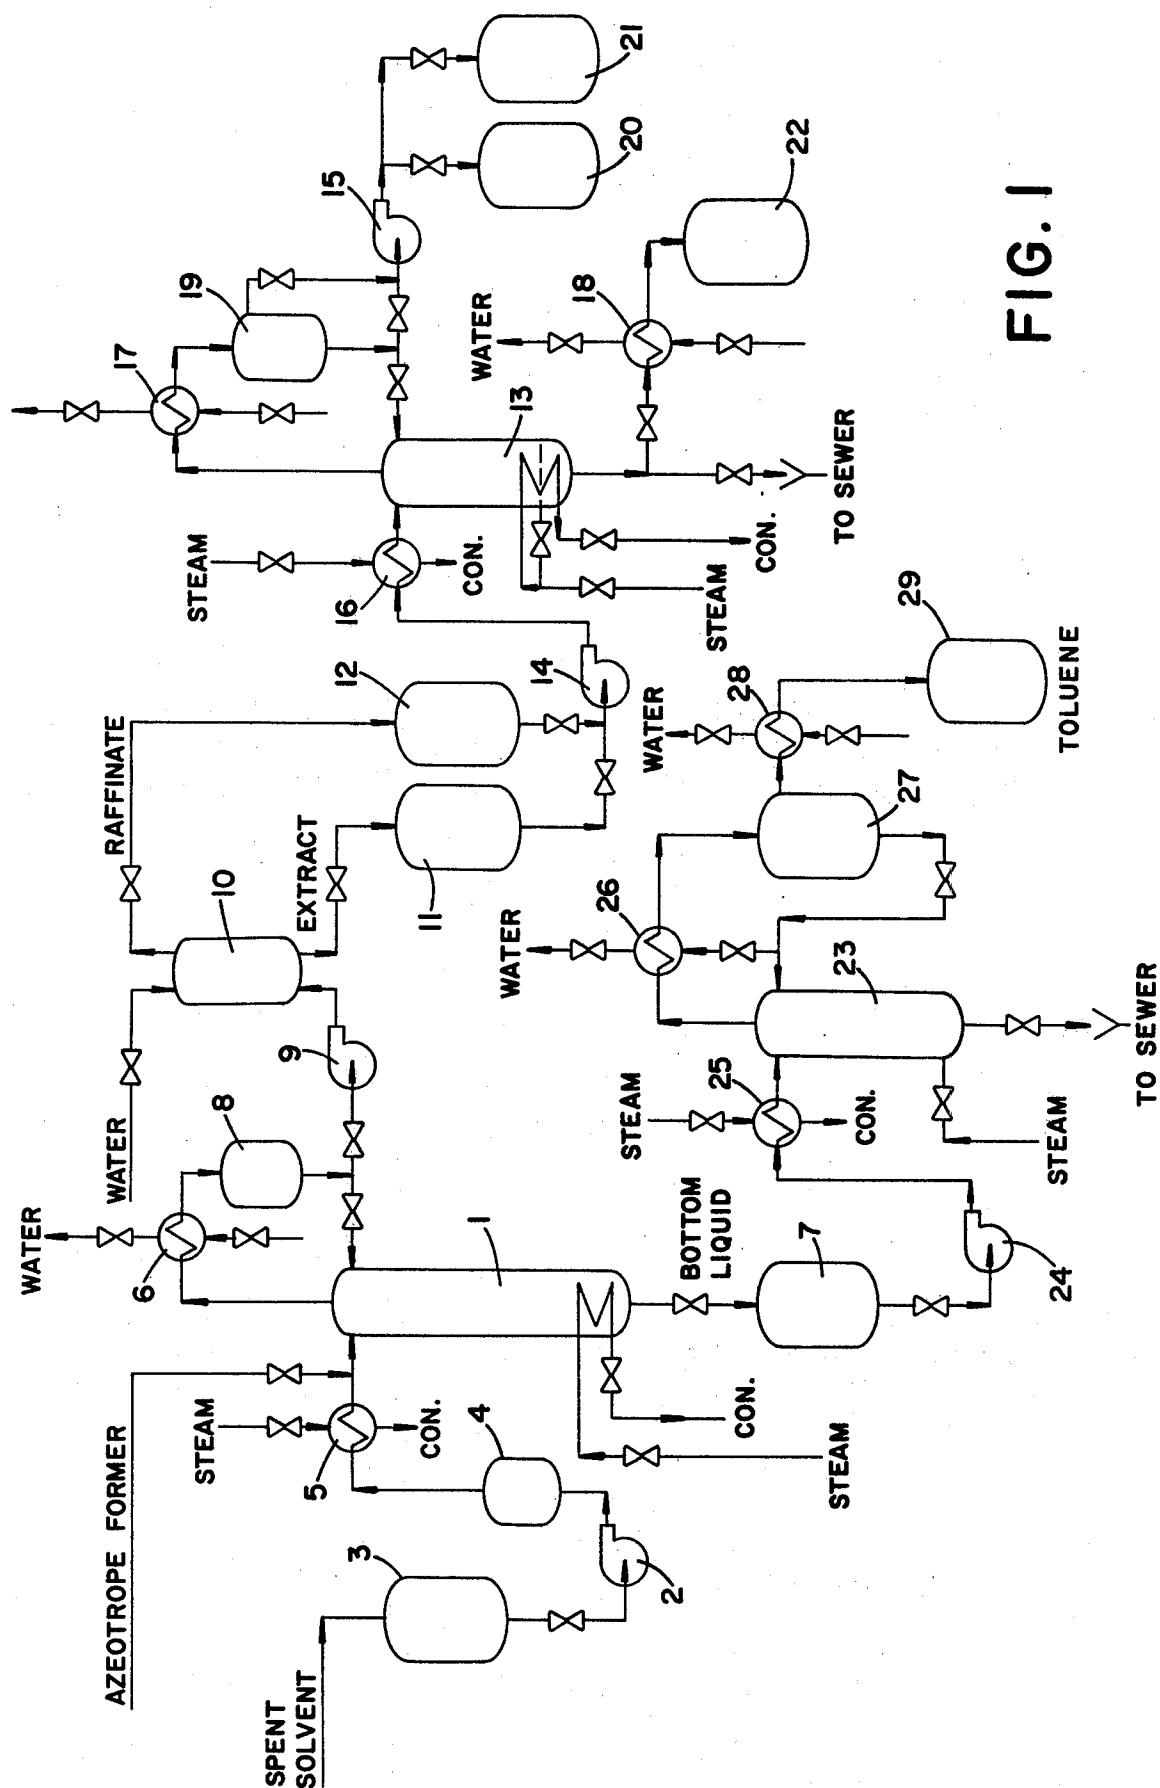 AZEOTROPE FORMER
SPENT
SOLVENT
3
2
4
5
STEAM
CON.
STEAM
CON.
1
6
WATER
8
9
WATER
10
RAFFINATE
EXTRACT
11
12
14
STEAM
16
CON.
13
17
19
15
20
21
WATER
18
22
STEAM
CON.
TO SEWER
BOTTOM
LIQUID
7
24
STEAM
25
CON.
STEAM
23
TO SEWER
WATER
26
27
WATER
28
29
TOLUENE
FIG. 1